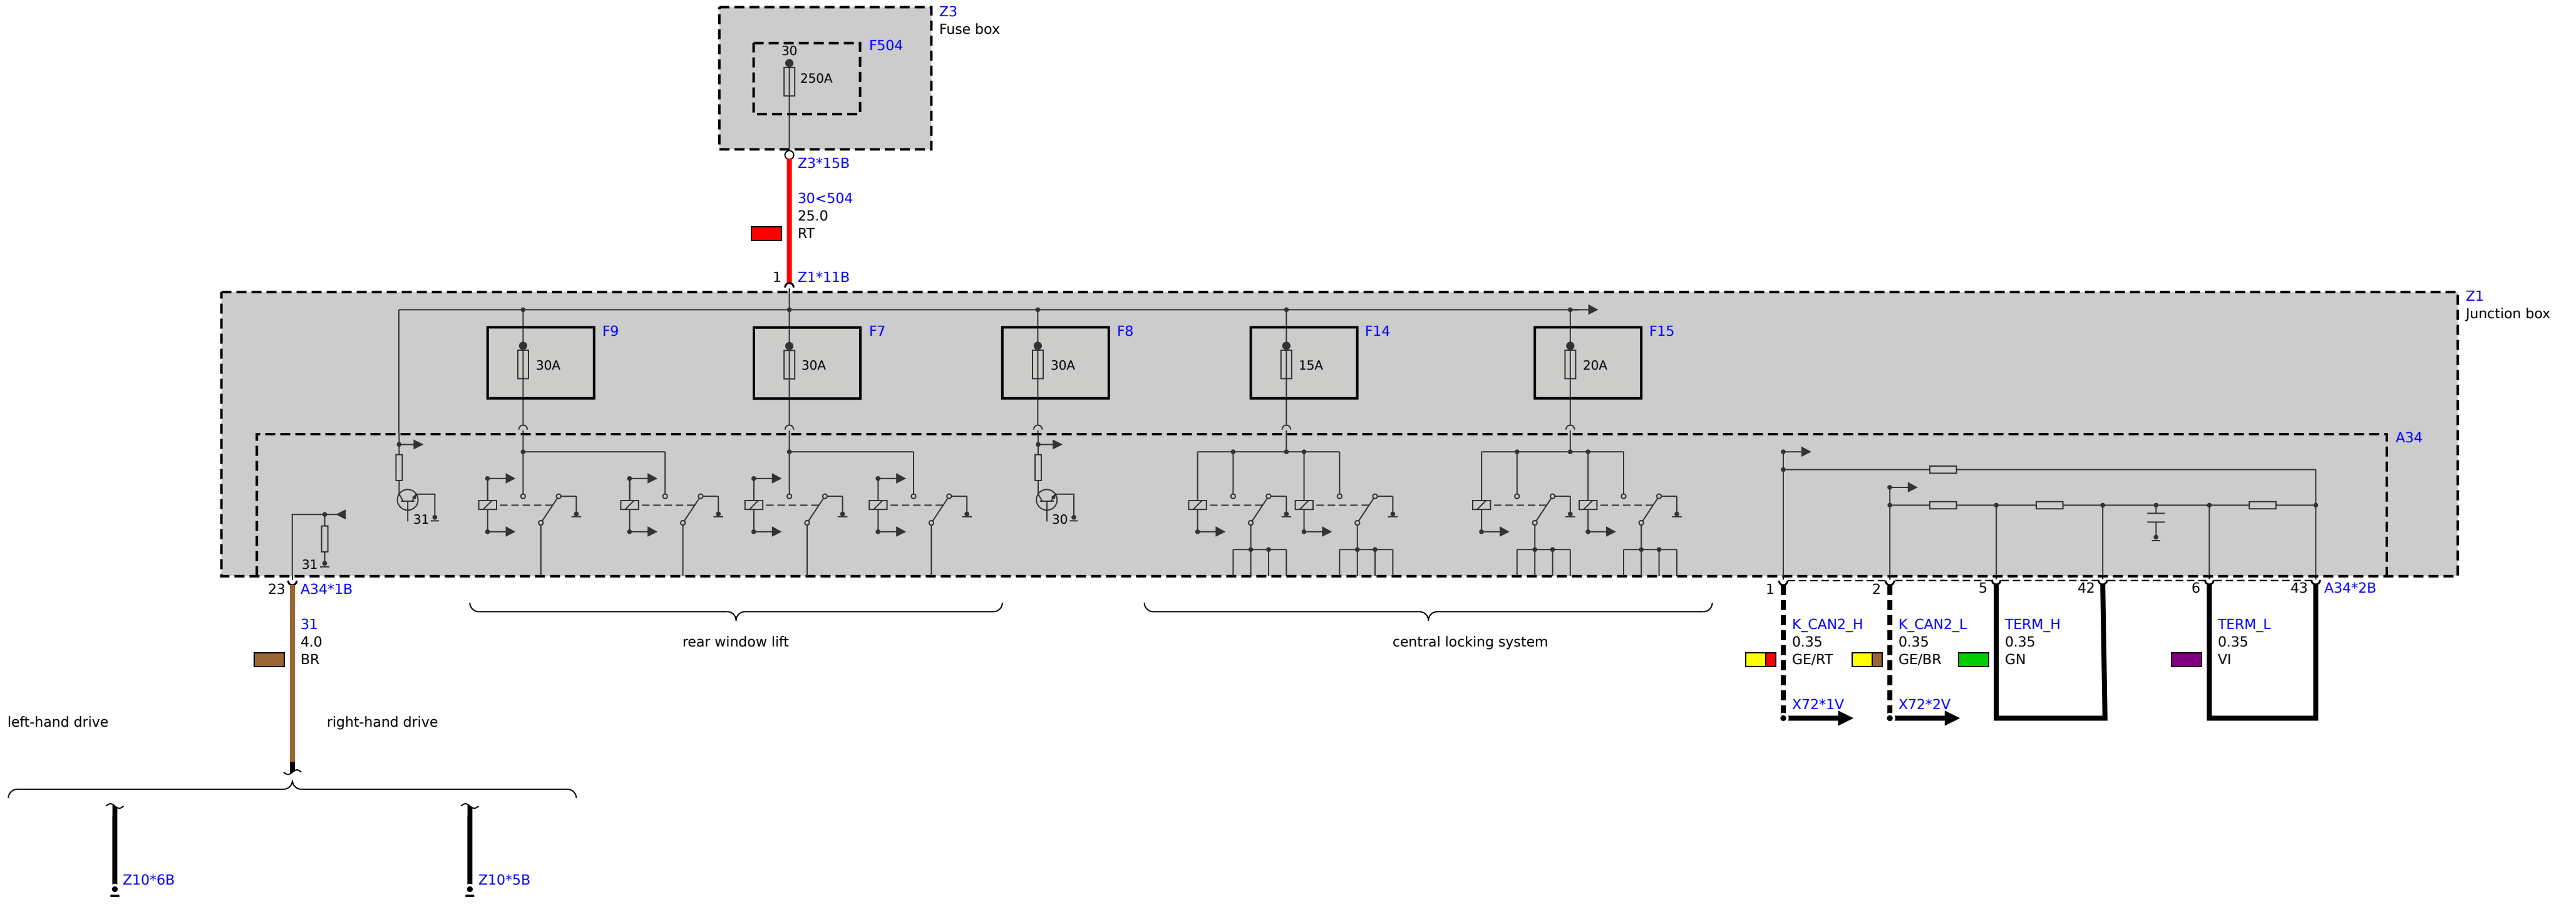 Z3
Fuse box
30
F504
250A
Z3*15B
30<504
25.0
RT
1
Z1*11B
Z1
Junction box
F9
30A
F7
30A
F8
30A
F14
15A
F15
20A
A34
31
30
31
23
A34*1B
31
4.0
BR
rear window lift
central locking system
1
2
5
42
6
43
A34*2B
K_CAN2_H
0.35
GE/RT
K_CAN2_L
0.35
GE/BR
TERM_H
0.35
GN
TERM_L
0.35
VI
X72*1V
X72*2V
left-hand drive
right-hand drive
Z10*6B
Z10*5B